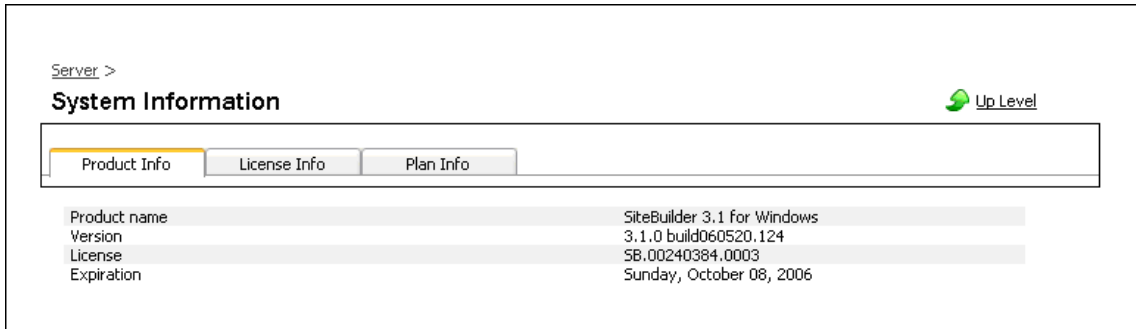 Server >
System Information
Up Level
Product Info License Info Plan Info
Product name SiteBuilder 3.1 for Windows
Version 3.1.0 build060520.124
License SB.00240384.0003
Expiration Sunday, October 08, 2006